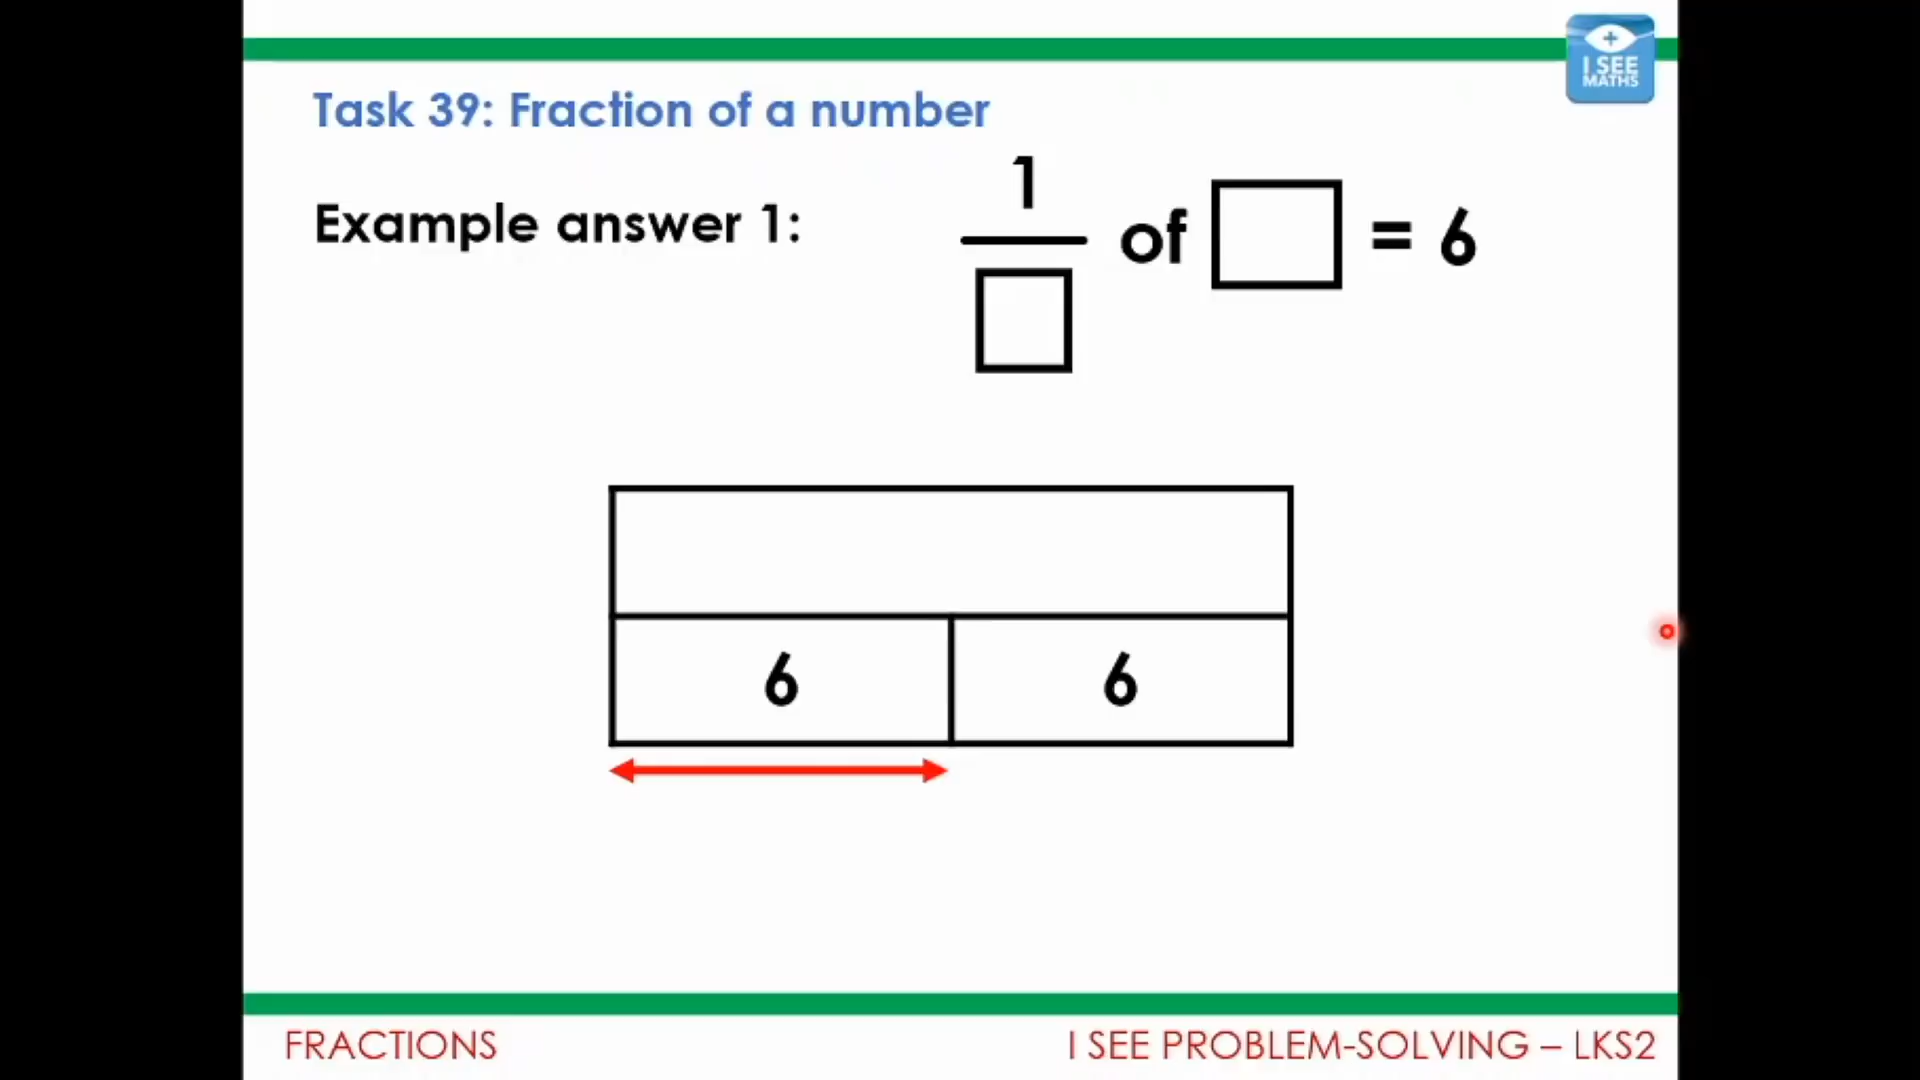 I SEE
MATHS
Task 39: Fraction of a number
Example answer 1:
1
of = 6
6 6
FRACTIONS
I SEE PROBLEM-SOLVING – LKS2